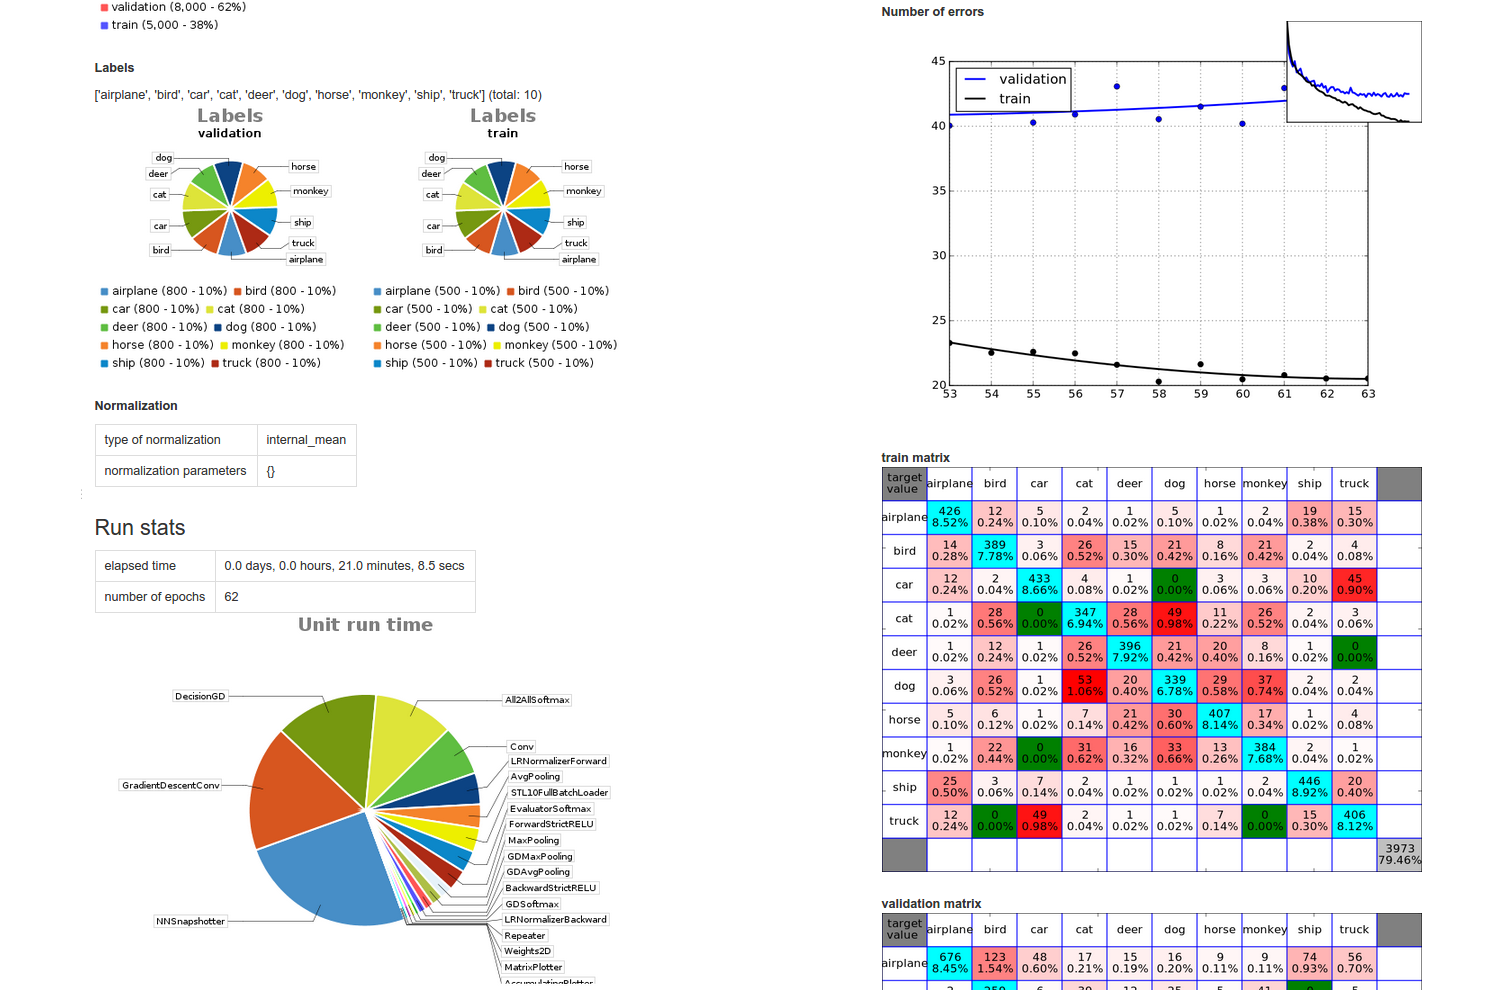 validation (8,000 - 62%)
train (5,000 - 38%)
Labels
['airplane', 'bird', 'car', 'cat', 'deer', 'dog', 'horse', 'monkey', 'ship', 'truck'] (total: 10)
Labels
validation
dog
deer
cat
car
bird
horse
monkey
ship
truck
airplane
airplane (800 - 10%) bird (800 - 10%)
car (800 - 10%) cat (800 - 10%)
deer (800 - 10%) dog (800 - 10%)
horse (800 - 10%) monkey (800 - 10%)
ship (800 - 10%) truck (800 - 10%)
Labels
train
dog
deer
cat
car
bird
horse
monkey
ship
truck
airplane
airplane (500 - 10%) bird (500 - 10%)
car (500 - 10%) cat (500 - 10%)
deer (500 - 10%) dog (500 - 10%)
horse (500 - 10%) monkey (500 - 10%)
ship (500 - 10%) truck (500 - 10%)
Normalization
type of normalization internal_mean
normalization parameters {}
Run stats
elapsed time 0.0 days, 0.0 hours, 21.0 minutes, 8.5 secs
number of epochs 62
Unit run time
DecisionGD
GradientDescentConv
NNSnapshotter
All2AllSoftmax
Conv
LRNormalizerForward
AvgPooling
STL10FullBatchLoader
EvaluatorSoftmax
ForwardStrictRELU
MaxPooling
GDMaxPooling
GDAvgPooling
BackwardStrictRELU
GDSoftmax
LRNormalizerBackward
Repeater
Weights2D
MatrixPlotter
AccumulatingPlotter
Number of errors
validation
train
45
40
35
30
25
20
53 54 55 56 57 58 59 60 61 62 63
train matrix
target value airplane bird car cat deer dog horse monkey ship truck
airplane 426 12 5 2 1 5 1 2 19 15
8.52% 0.24% 0.10% 0.04% 0.02% 0.10% 0.02% 0.04% 0.38% 0.30%
bird 14 389 3 26 15 21 8 21 2 4
0.28% 7.78% 0.06% 0.52% 0.30% 0.42% 0.16% 0.42% 0.04% 0.08%
car 12 2 433 4 1 0 3 3 10 45
0.24% 0.04% 8.66% 0.08% 0.02% 0.00% 0.06% 0.06% 0.20% 0.90%
cat 1 28 0 347 28 49 11 26 2 3
0.02% 0.56% 0.00% 6.94% 0.56% 0.98% 0.22% 0.52% 0.04% 0.06%
deer 1 12 1 26 396 21 20 8 1 0
0.02% 0.24% 0.02% 0.52% 7.92% 0.42% 0.40% 0.16% 0.02% 0.00%
dog 3 26 1 53 20 339 29 37 2 2
0.06% 0.52% 0.02% 1.06% 0.40% 6.78% 0.58% 0.74% 0.04% 0.04%
horse 5 6 1 7 21 30 407 17 1 4
0.10% 0.12% 0.02% 0.14% 0.42% 0.60% 8.14% 0.34% 0.02% 0.08%
monkey 1 22 0 31 16 33 13 384 2 1
0.02% 0.44% 0.00% 0.62% 0.32% 0.66% 0.26% 7.68% 0.04% 0.02%
ship 25 3 7 2 1 1 1 2 446 20
0.50% 0.06% 0.14% 0.04% 0.02% 0.02% 0.02% 0.04% 8.92% 0.40%
truck 12 0 49 2 1 1 7 0 15 406
0.24% 0.00% 0.98% 0.04% 0.02% 0.02% 0.14% 0.00% 0.30% 8.12%
3973
79.46%
validation matrix
target value airplane bird car cat deer dog horse monkey ship truck
airplane 676 123 48 17 15 16 9 9 74 56
8.45% 1.54% 0.60% 0.21% 0.19% 0.20% 0.11% 0.11% 0.93% 0.70%